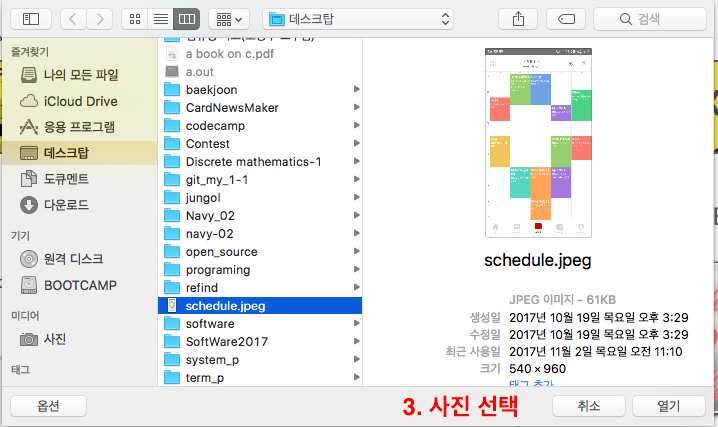 데스크탑
검색
즐겨찾기
나의 모든 파일
iCloud Drive
응용 프로그램
데스크탑
도큐멘트
다운로드
기기
원격 디스크
BOOTCAMP
미디어
사진
태그
a book on c.pdf
a.out
baekjoon
CardNewsMaker
codecamp
Contest
Discrete mathematics-1
git_my_1-1
jungol
Navy_02
navy-02
open_source
programing
refind
schedule.jpeg
software
SoftWare2017
system_p
term_p
schedule.jpeg
JPEG 이미지 - 61KB
생성일 2017년 10월 19일 목요일 오후 3:29
수정일 2017년 10월 19일 목요일 오후 3:29
최근 사용일 2017년 11월 2일 목요일 오전 11:10
크기 540 × 960
태그 추가...
옵션
3. 사진 선택
취소
열기